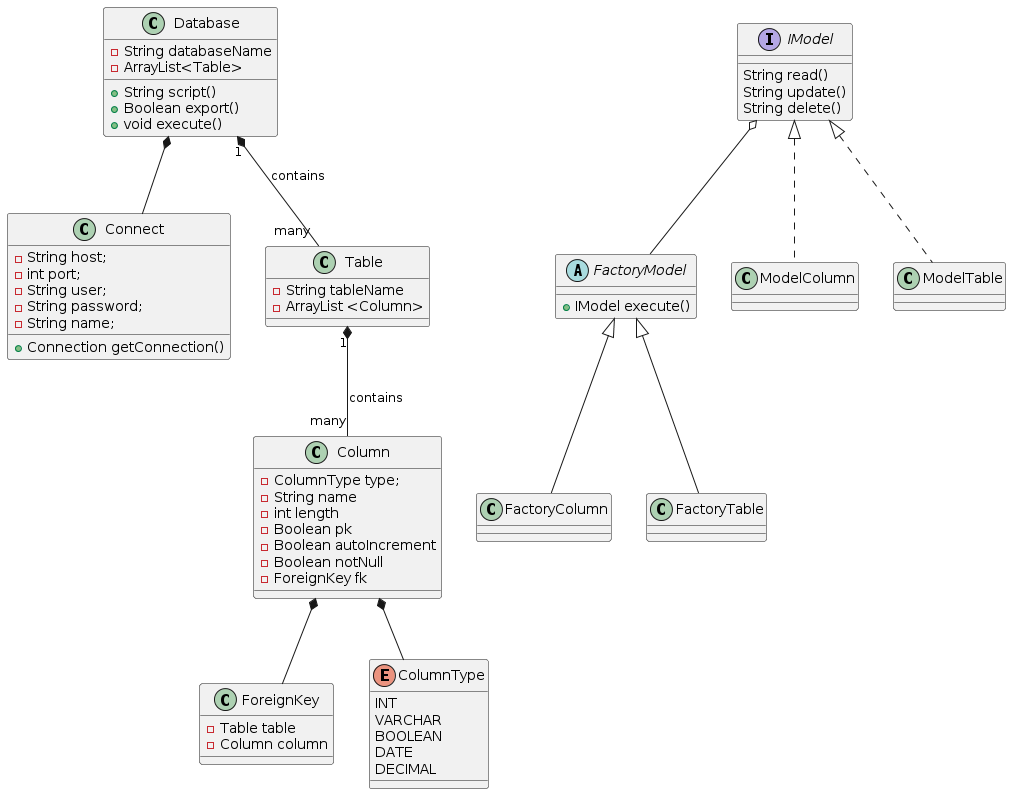 C Database
String databaseName
ArrayList<Table>
String script()
Boolean export()
void execute()
I IModel
String read()
String update()
String delete()
1
contains
many
C Connect
String host;
int port;
String user;
String password;
String name;
Connection getConnection()
C Table
String tableName
ArrayList <Column>
A FactoryModel
IModel execute()
C ModelColumn
C ModelTable
1
contains
many
C Column
ColumnType type;
String name
int length
Boolean pk
Boolean autoIncrement
Boolean notNull
ForeignKey fk
C FactoryColumn
C FactoryTable
C ForeignKey
Table table
Column column
E ColumnType
INT
VARCHAR
BOOLEAN
DATE
DECIMAL